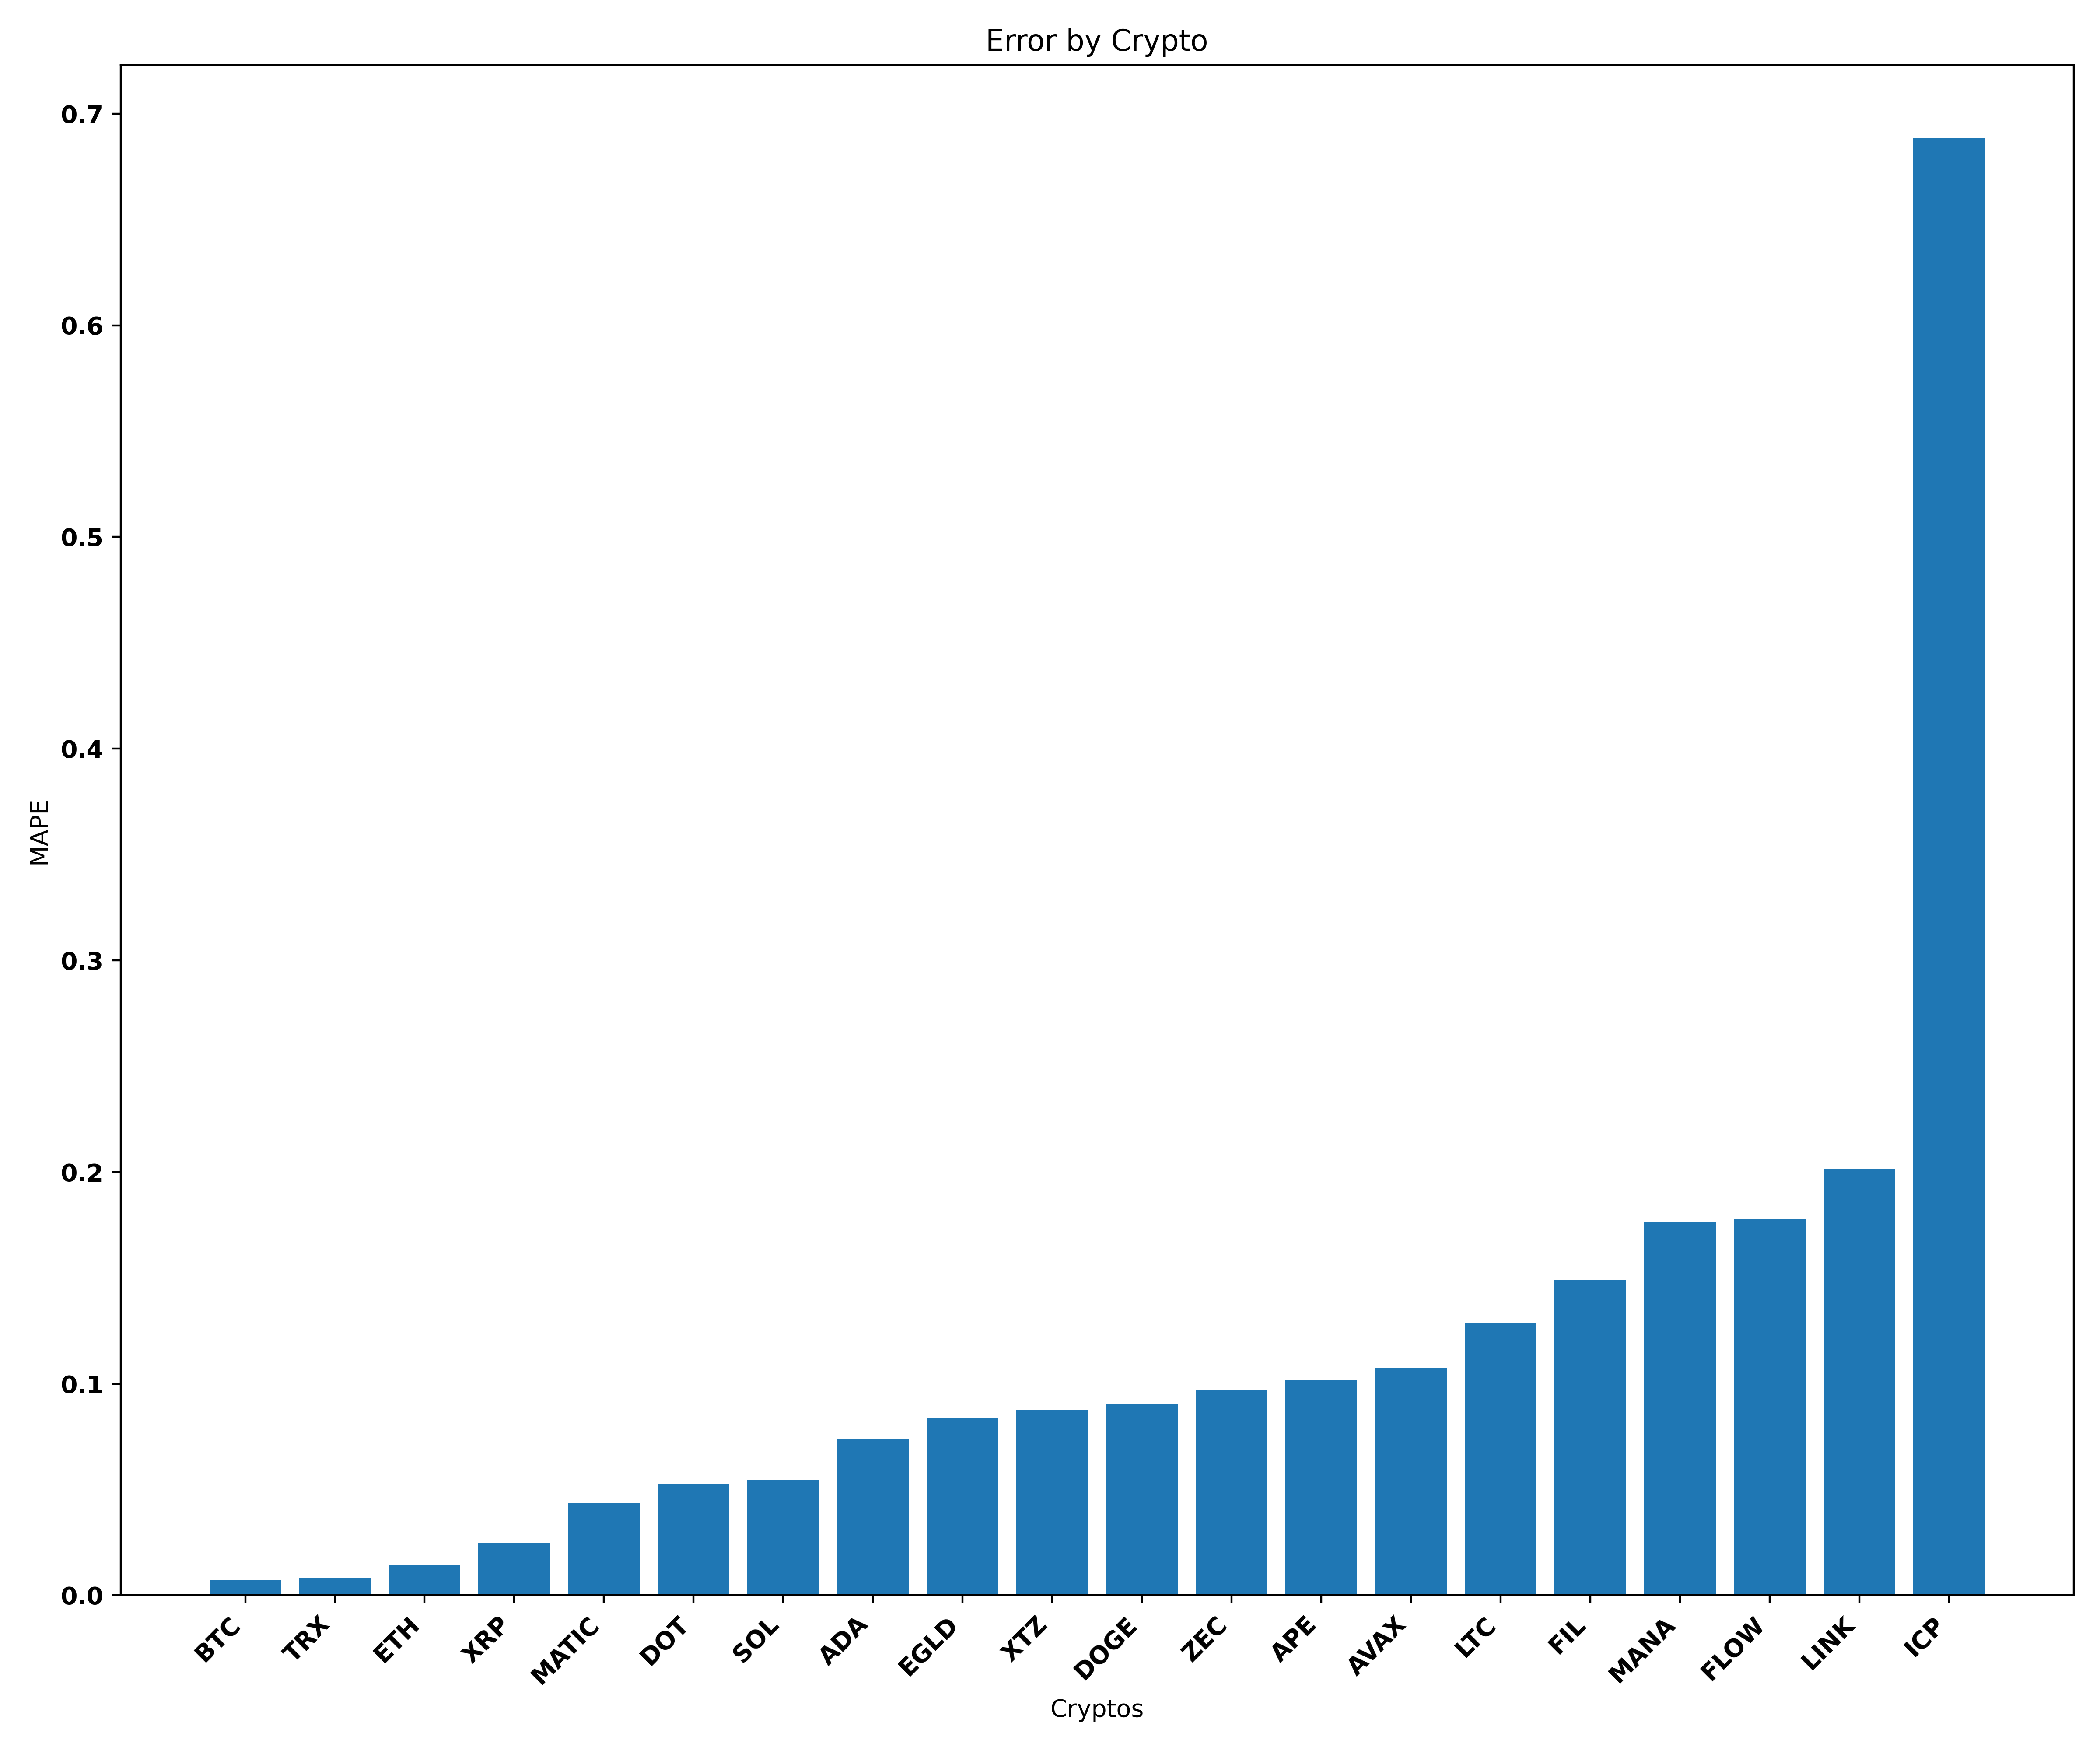 Error by Crypto
0.7
0.6
0.5
0.4
0.3
0.2
0.1
0.0
MAPE
BTC
TRX
ETH
XRP
MATIC
DOT
SOL
ADA
EGLD
XTZ
DOGE
ZEC
APE
AVAX
LTC
FIL
MANA
FLOW
LINK
ICP
Cryptos